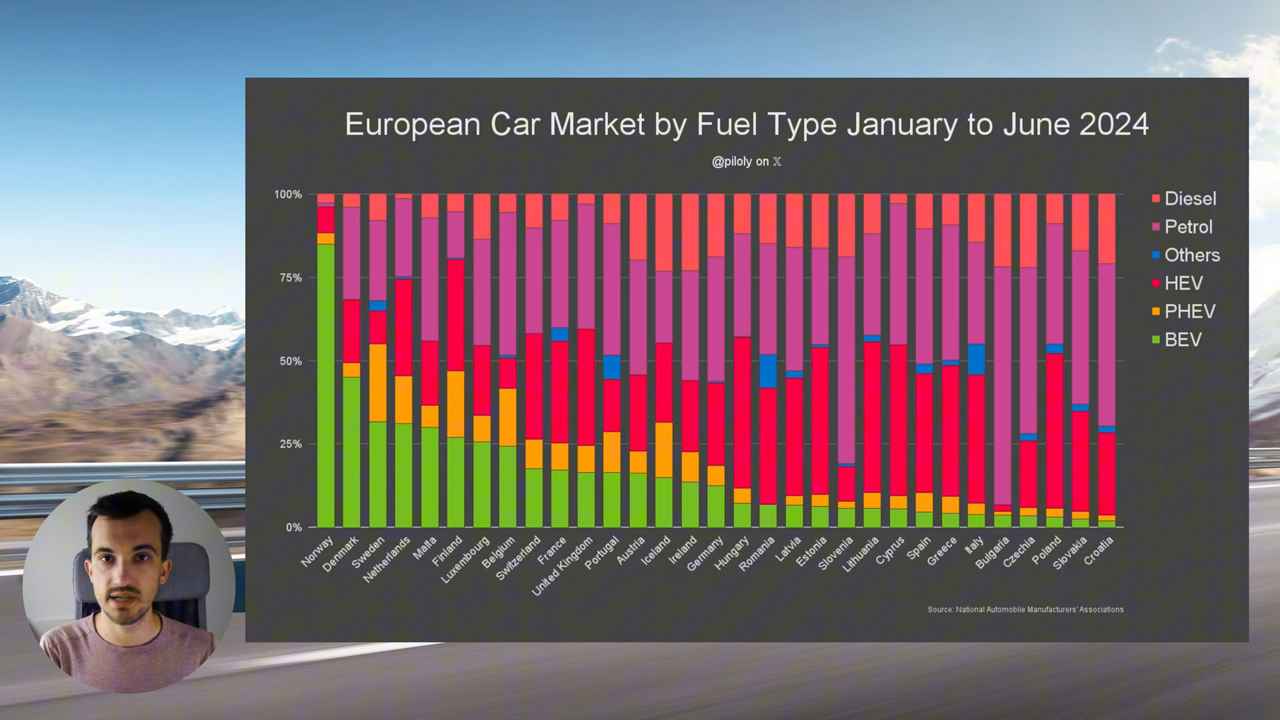 European Car Market by Fuel Type January to June 2024
@piloly on 𝕏
100%
75%
50%
25%
0%
Diesel
Petrol
Others
HEV
PHEV
BEV
Norway
Denmark
Sweden
Netherlands
Malta
Finland
Luxembourg
Belgium
Switzerland
France
United Kingdom
Portugal
Austria
Iceland
Ireland
Germany
Hungary
Romania
Latvia
Estonia
Slovenia
Lithuania
Cyprus
Spain
Greece
Italy
Bulgaria
Czechia
Poland
Slovakia
Croatia
Source: National Automobile Manufacturers' Associations